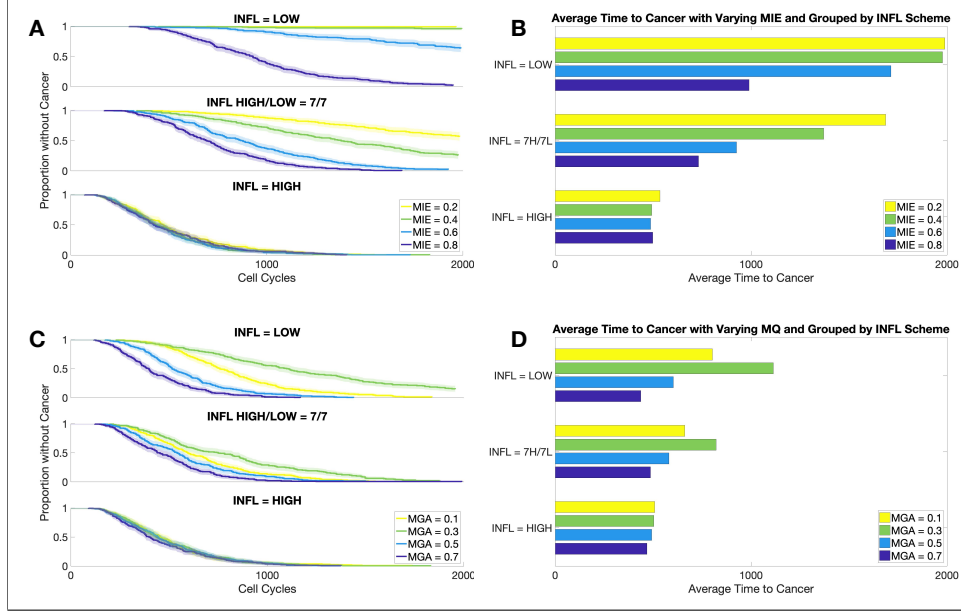 A
INFL = LOW
1
0.5
0
INFL HIGH/LOW = 7/7
1
0.5
0
Proportion without Cancer
INFL = HIGH
1
0.5
0
MIE = 0.2
MIE = 0.4
MIE = 0.6
MIE = 0.8
0
1000
2000
Cell Cycles
B
Average Time to Cancer with Varying MIE and Grouped by INFL Scheme
INFL = LOW
INFL = 7H/7L
INFL = HIGH
MIE = 0.2
MIE = 0.4
MIE = 0.6
MIE = 0.8
0
1000
2000
Average Time to Cancer
C
INFL = LOW
1
0.5
0
INFL HIGH/LOW = 7/7
1
0.5
0
Proportion without Cancer
INFL = HIGH
1
0.5
0
MGA = 0.1
MGA = 0.3
MGA = 0.5
MGA = 0.7
0
1000
2000
Cell Cycles
D
Average Time to Cancer with Varying MQ and Grouped by INFL Scheme
INFL = LOW
INFL = 7H/7L
INFL = HIGH
MGA = 0.1
MGA = 0.3
MGA = 0.5
MGA = 0.7
0
1000
2000
Average Time to Cancer